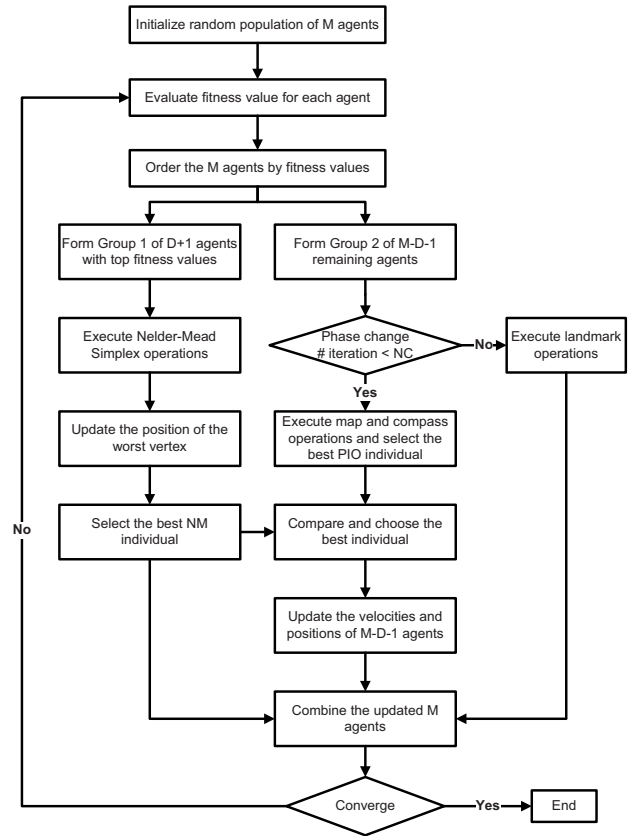 Initialize random population of M agents
Evaluate fitness value for each agent
Order the M agents by fitness values
Form Group 1 of D+1 agents
with top fitness values
Form Group 2 of M-D-1
remaining agents
Execute Nelder-Mead
Simplex operations
Phase change
# iteration < NC
No
Execute landmark
operations
Yes
Update the position of the
worst vertex
Execute map and compass
operations and select the
best PIO individual
No
Select the best NM
individual
Compare and choose the
best individual
Update the velocities and
positions of M-D-1 agents
Combine the updated M
agents
Converge
Yes
End